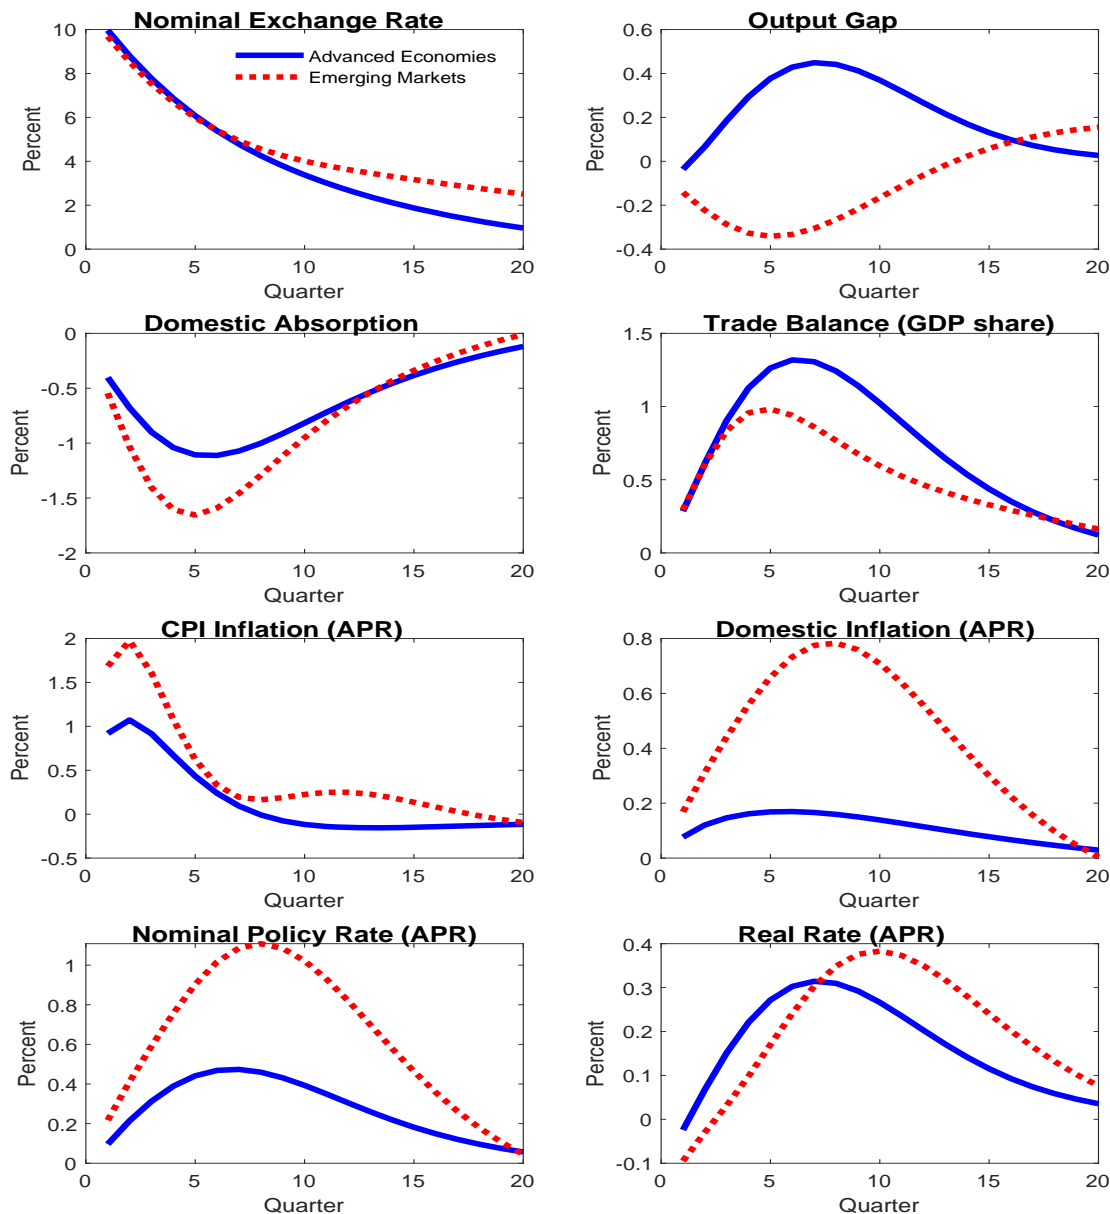 Nominal Exchange Rate
10
8
6
4
2
0
Percent
Advanced Economies
Emerging Markets
0 5 10 15 20
Quarter
Output Gap
0.6
0.4
0.2
0
-0.2
-0.4
Percent
0 5 10 15 20
Quarter
Domestic Absorption
0
-0.5
-1
-1.5
-2
Percent
0 5 10 15 20
Quarter
Trade Balance (GDP share)
1.5
1
0.5
0
Percent
0 5 10 15 20
Quarter
CPI Inflation (APR)
2
1.5
1
0.5
0
-0.5
Percent
0 5 10 15 20
Quarter
Domestic Inflation (APR)
0.8
0.6
0.4
0.2
0
Percent
0 5 10 15 20
Quarter
Nominal Policy Rate (APR)
1
0.8
0.6
0.4
0.2
0
Percent
0 5 10 15 20
Quarter
Real Rate (APR)
0.4
0.3
0.2
0.1
0
-0.1
Percent
0 5 10 15 20
Quarter